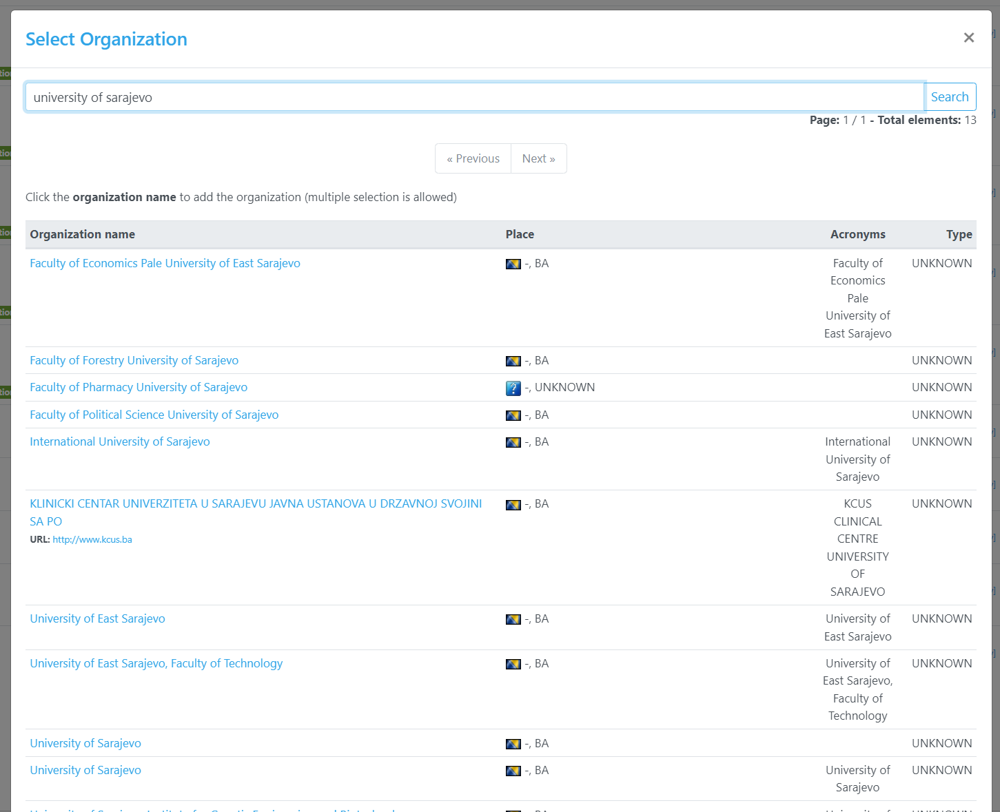 Select Organization
×
university of sarajevo
Search
Page: 1 / 1 - Total elements: 13
« Previous
Next »
Click the organization name to add the organization (multiple selection is allowed)
Organization name Place Acronyms Type
Faculty of Economics Pale University of East Sarajevo -, BA Faculty of UNKNOWN
Economics
Pale
University of
East Sarajevo
Faculty of Forestry University of Sarajevo -, BA UNKNOWN
Faculty of Pharmacy University of Sarajevo ? -, UNKNOWN UNKNOWN
Faculty of Political Science University of Sarajevo -, BA UNKNOWN
International University of Sarajevo -, BA International UNKNOWN
University of
Sarajevo
KLINICKI CENTAR UNIVERZITETA U SARAJEVU JAVNA USTANOVA U DRZAVNOJ SVOJINI -, BA KCUS UNKNOWN
SA PO CLINICAL
URL: http://www.kcus.ba CENTRE
UNIVERSITY
OF
SARAJEVO
University of East Sarajevo -, BA University of UNKNOWN
East Sarajevo
University of East Sarajevo, Faculty of Technology -, BA University of UNKNOWN
East Sarajevo,
Faculty of
Technology
University of Sarajevo -, BA UNKNOWN
University of Sarajevo -, BA University of UNKNOWN
Sarajevo